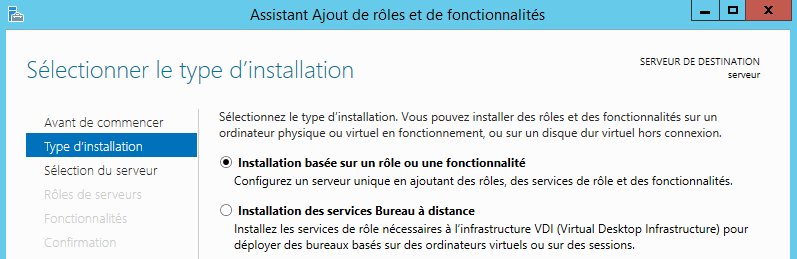 Assistant Ajout de rôles et de fonctionnalités
Sélectionner le type d'installation
SERVEUR DE DESTINATION
serveur
Avant de commencer
Type d'installation
Sélection du serveur
Rôles de serveurs
Fonctionnalités
Confirmation
Sélectionnez le type d'installation. Vous pouvez installer des rôles et des fonctionnalités sur un
ordinateur physique ou virtuel en fonctionnement, ou sur un disque dur virtuel hors connexion.
Installation basée sur un rôle ou une fonctionnalité
Configurez un serveur unique en ajoutant des rôles, des services de rôle et des fonctionnalités.
Installation des services Bureau à distance
Installez les services de rôle nécessaires à l'infrastructure VDI (Virtual Desktop Infrastructure) pour
déployer des bureaux basés sur des ordinateurs virtuels ou sur des sessions.